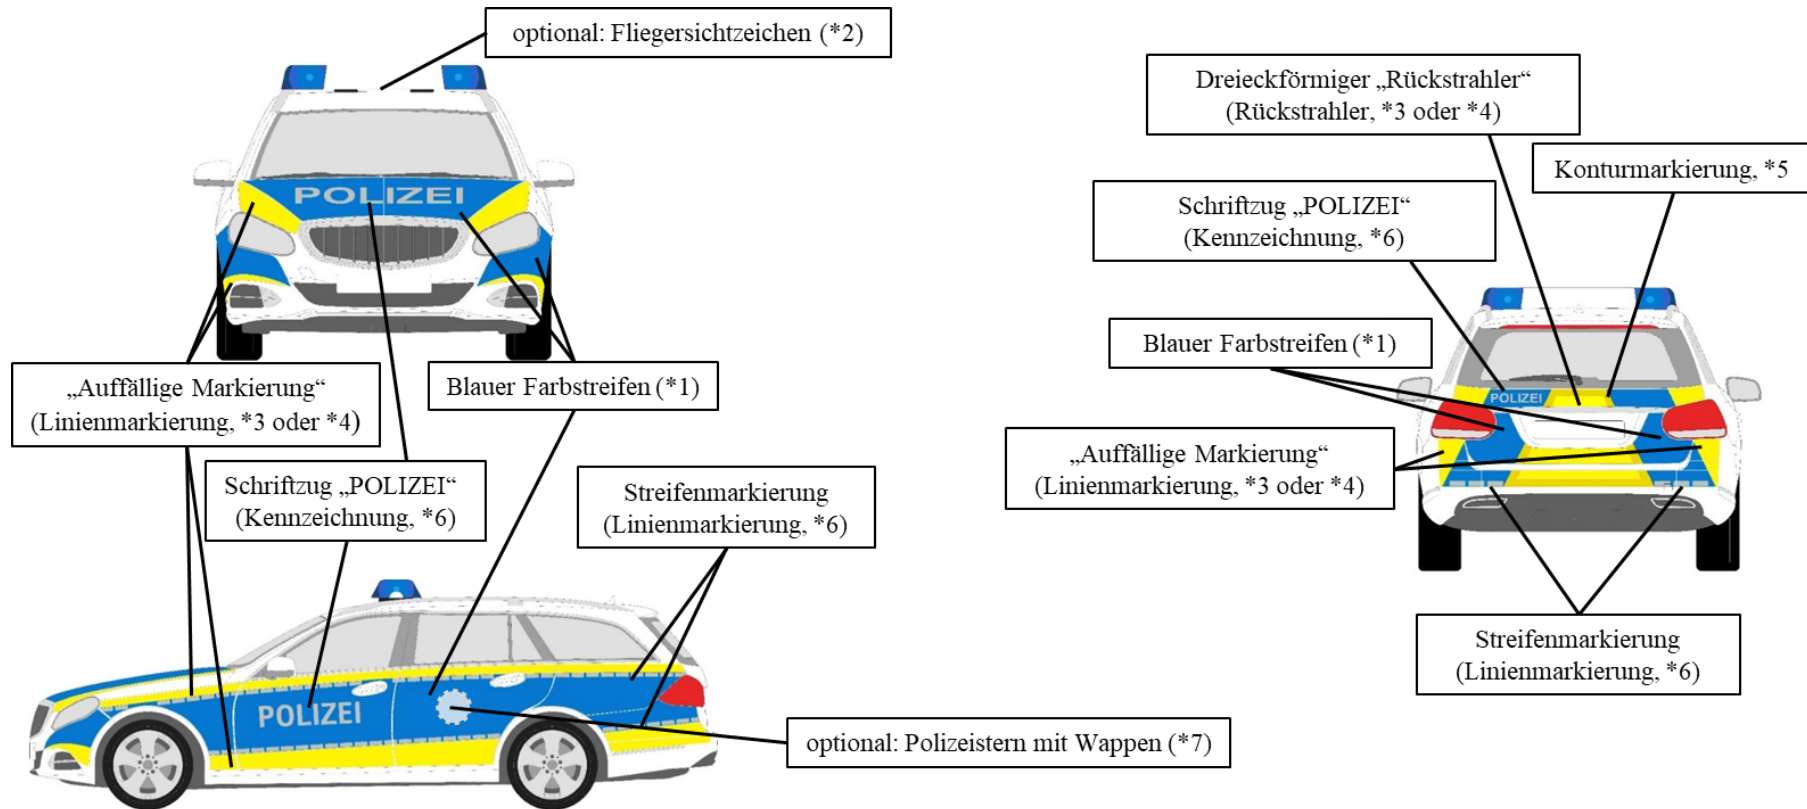 optional: Fliegersichtzeichen (*2)
POLIZEI
„Auffällige Markierung“
(Linienmarkierung, *3 oder *4)
Blauer Farbstreifen (*1)
Schriftzug „POLIZEI“
(Kennzeichnung, *6)
Streifenmarkierung
(Linienmarkierung, *6)
POLIZEI
optional: Polizeistern mit Wappen (*7)
Dreieckförmiger „Rückstrahler“
(Rückstrahler, *3 oder *4)
Konturmarkierung, *5
Schriftzug „POLIZEI“
(Kennzeichnung, *6)
Blauer Farbstreifen (*1)
POLIZEI
„Auffällige Markierung“
(Linienmarkierung, *3 oder *4)
Streifenmarkierung
(Linienmarkierung, *6)